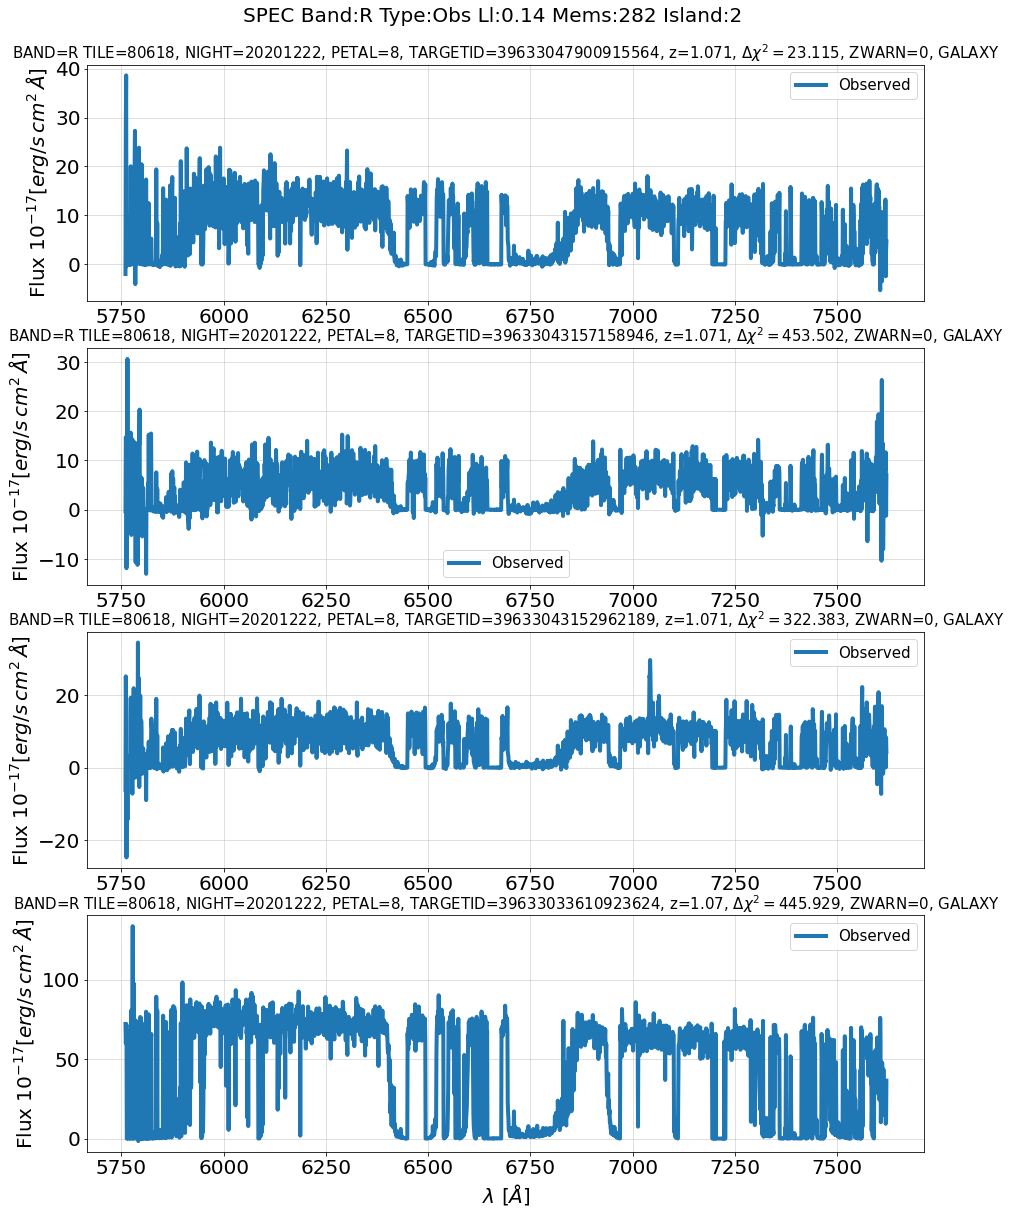 SPEC Band:R Type:Obs Ll:0.14 Mems:282 Island:2
BAND=R TILE=80618, NIGHT=20201222, PETAL=8, TARGETID=39633047900915564, z=1.071, Δχ²=23.115, ZWARN=0, GALAXY
Flux 10⁻¹⁷[erg/s cm² Å]
40
30
20
10
0
Observed
5750 6000 6250 6500 6750 7000 7250 7500
BAND=R TILE=80618, NIGHT=20201222, PETAL=8, TARGETID=39633043157158946, z=1.071, Δχ²=453.502, ZWARN=0, GALAXY
Flux 10⁻¹⁷[erg/s cm² Å]
30
20
10
0
−10
Observed
5750 6000 6250 6500 6750 7000 7250 7500
BAND=R TILE=80618, NIGHT=20201222, PETAL=8, TARGETID=39633043152962189, z=1.071, Δχ²=322.383, ZWARN=0, GALAXY
Flux 10⁻¹⁷[erg/s cm² Å]
20
0
−20
Observed
5750 6000 6250 6500 6750 7000 7250 7500
BAND=R TILE=80618, NIGHT=20201222, PETAL=8, TARGETID=39633033610923624, z=1.07, Δχ²=445.929, ZWARN=0, GALAXY
Flux 10⁻¹⁷[erg/s cm² Å]
100
50
0
Observed
5750 6000 6250 6500 6750 7000 7250 7500
λ [Å]